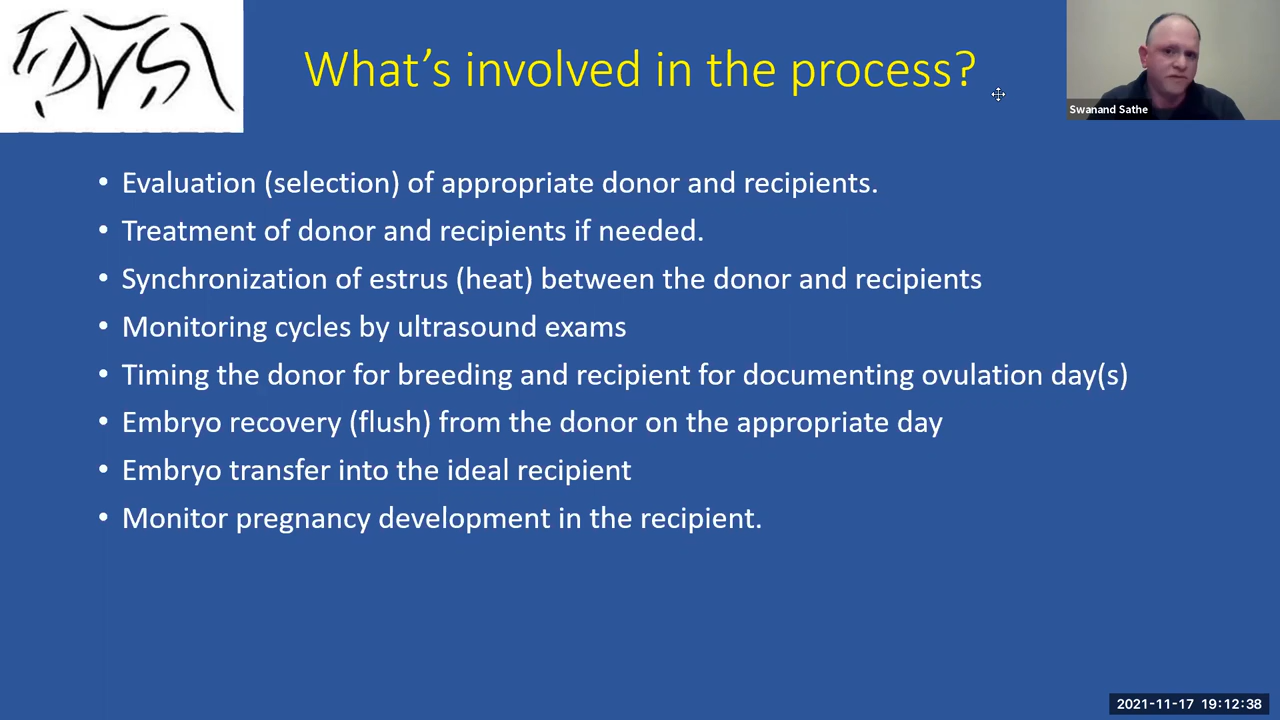 What's involved in the process?
Swanand Sathe
• Evaluation (selection) of appropriate donor and recipients.
• Treatment of donor and recipients if needed.
• Synchronization of estrus (heat) between the donor and recipients
• Monitoring cycles by ultrasound exams
• Timing the donor for breeding and recipient for documenting ovulation day(s)
• Embryo recovery (flush) from the donor on the appropriate day
• Embryo transfer into the ideal recipient
• Monitor pregnancy development in the recipient.
2021-11-17 19:12:38